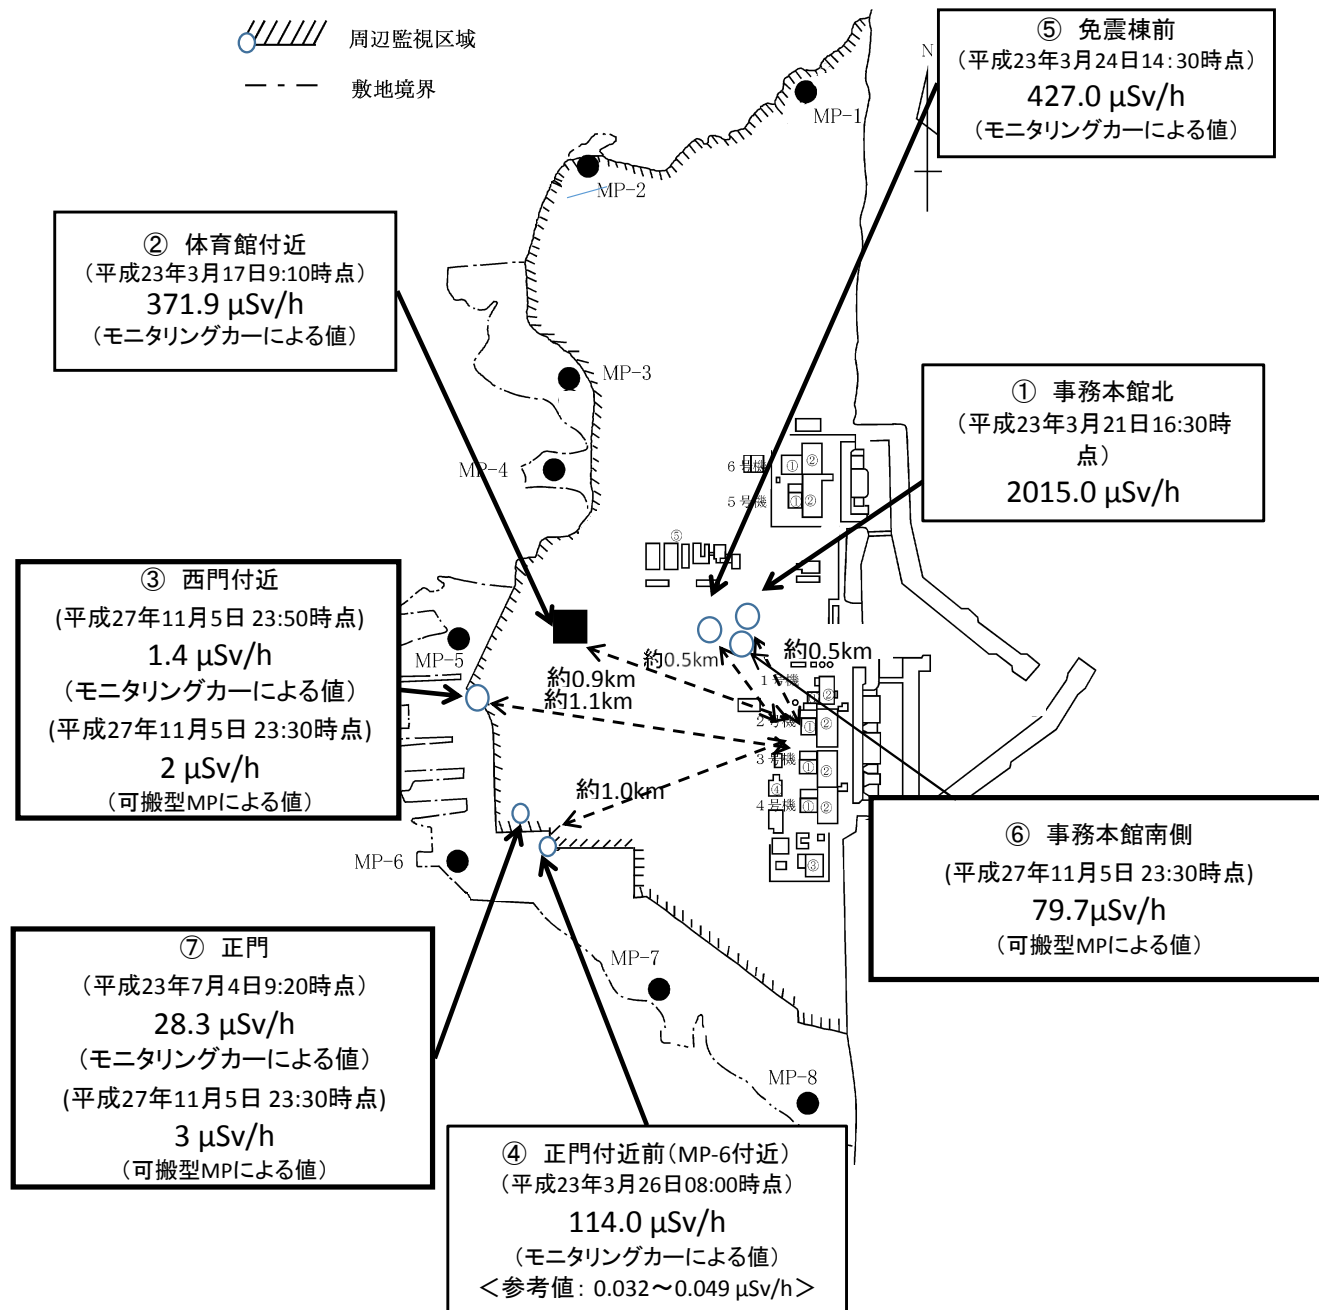 周辺監視区域
敷地境界
⑤ 免震棟前
(平成23年3月24日14:30時点)
427.0 μSv/h
(モニタリングカーによる値)
N
MP-1
MP-2
② 体育館付近
(平成23年3月17日9:10時点)
371.9 μSv/h
(モニタリングカーによる値)
MP-3
① 事務本館北
(平成23年3月21日16:30時
点)
2015.0 μSv/h
MP-4
6号機
① ②
5号機
① ②
⑤
③ 西門付近
(平成27年11月5日 23:50時点)
1.4 μSv/h
(モニタリングカーによる値)
(平成27年11月5日 23:30時点)
2 μSv/h
(可搬型MPによる値)
MP-5
約0.5km
約0.5km
約0.9km
約1.1km
1号機
②
2号機
① ②
3号機
① ②
④
4号機
① ②
③
約1.0km
MP-6
⑥ 事務本館南側
(平成27年11月5日 23:30時点)
79.7μSv/h
(可搬型MPによる値)
⑦ 正門
(平成23年7月4日9:20時点)
28.3 μSv/h
(モニタリングカーによる値)
(平成27年11月5日 23:30時点)
3 μSv/h
(可搬型MPによる値)
MP-7
MP-8
④ 正門付近前(MP-6付近)
(平成23年3月26日08:00時点)
114.0 μSv/h
(モニタリングカーによる値)
<参考値: 0.032~0.049 μSv/h>